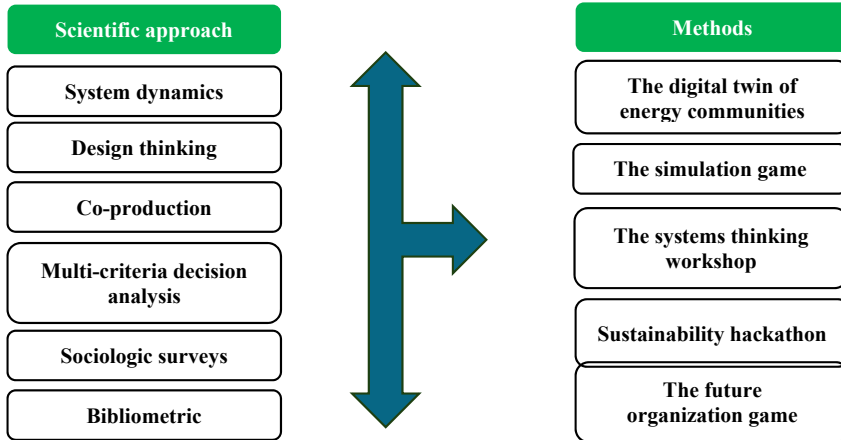 Scientific approach
System dynamics
Design thinking
Co-production
Multi-criteria decision
analysis
Sociologic surveys
Bibliometric
Methods
The digital twin of
energy communities
The simulation game
The systems thinking
workshop
Sustainability hackathon
The future
organization game